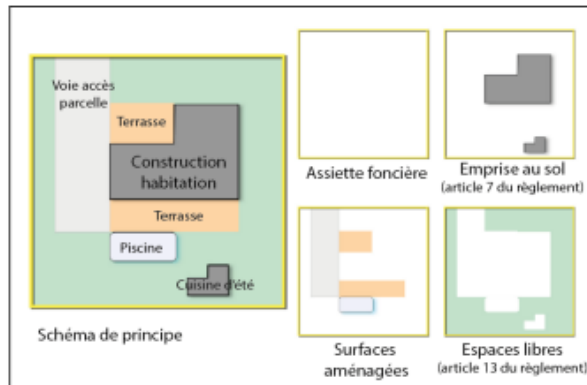 Voie accès
parcelle
Terrasse
Construction
habitation
Terrasse
Piscine
Cuisine d'été
Schéma de principe
Assiette foncière
Emprise au sol
(article 7 du règlement)
Surfaces
aménagées
Espaces libres
(article 13 du règlement)